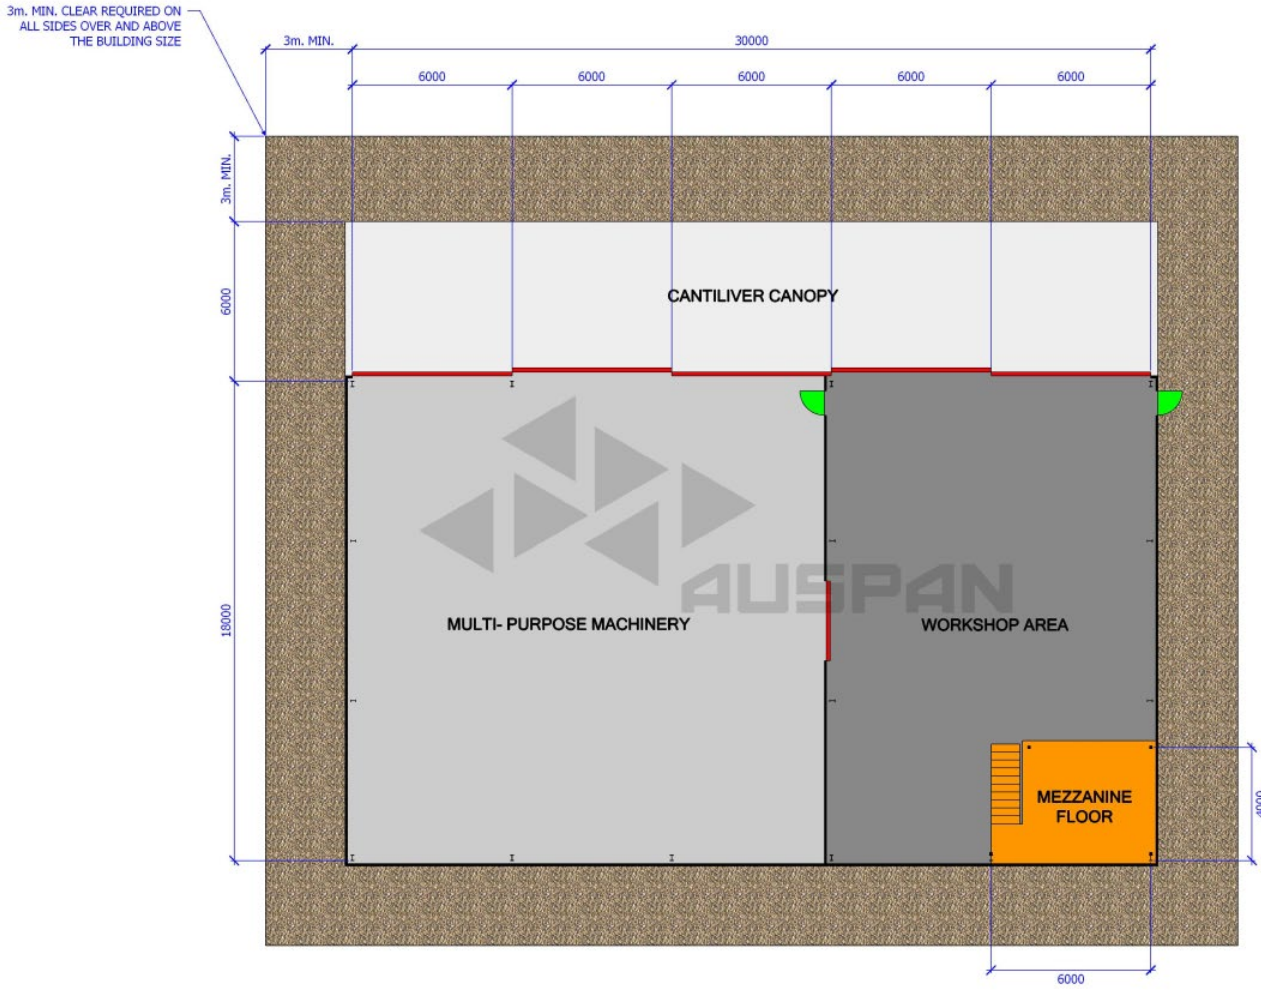 3m. MIN. CLEAR REQUIRED ON
ALL SIDES OVER AND ABOVE
THE BUILDING SIZE
3m. MIN.
30000
6000
6000
6000
6000
6000
3m. MIN.
6000
CANTILIVER CANOPY
AUSPAN
18000
MULTI- PURPOSE MACHINERY
WORKSHOP AREA
MEZZANINE
FLOOR
4000
6000